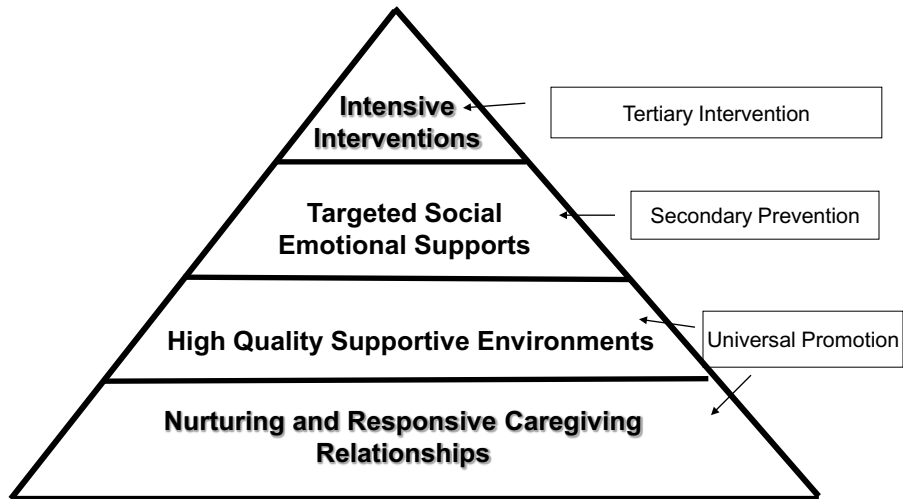 Intensive
Interventions
Tertiary Intervention
Targeted Social
Emotional Supports
Secondary Prevention
High Quality Supportive Environments
Universal Promotion
Nurturing and Responsive Caregiving
Relationships